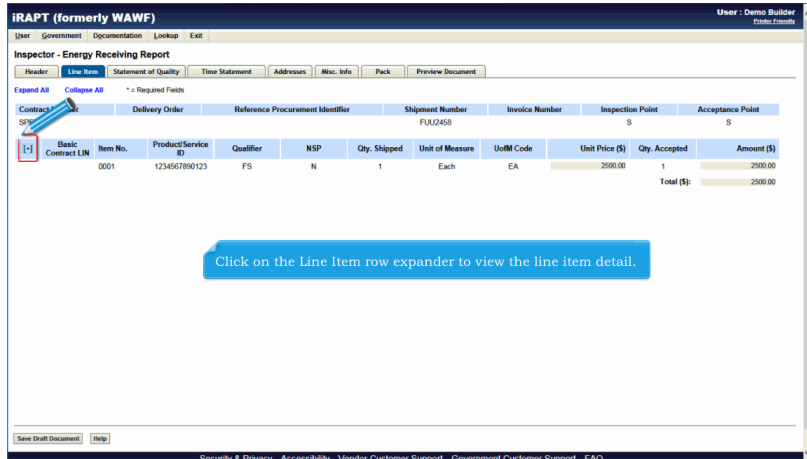 iRAPT (formerly WAWF)
User : Demo Builder
Printer Friendly
User Government Documentation Lookup Exit
Inspector - Energy Receiving Report
Header Line Item Statement of Quality Time Statement Addresses Misc. Info Pack Preview Document
Expand All Collapse All * = Required Fields
Delivery Order Reference Procurement Identifier Shipment Number Invoice Number Inspection Point Acceptance Point
FUU2458 S S
[+] Basic Contract LIN Item No. Product/Service ID Qualifier NSP Qty. Shipped Unit of Measure UofM Code Unit Price ($) Qty. Accepted Amount ($)
0001 1234567890123 FS N 1 Each EA 2500.00 1 2500.00
Total ($): 2500.00
Click on the Line Item row expander to view the line item detail.
Save Draft Document Help
Security & Privacy Accessibility Vendor Customer Support Government Customer Support FAQ